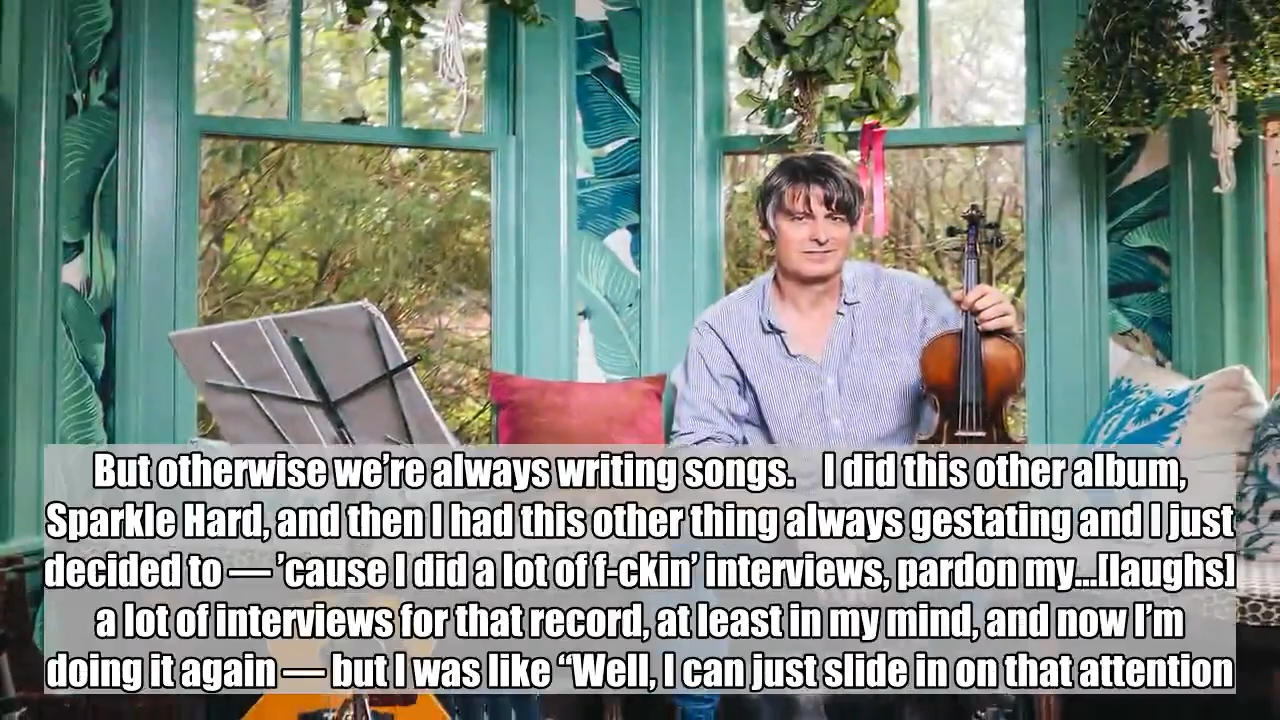 But otherwise we’re always writing songs.    I did this other album,
Sparkle Hard, and then I had this other thing always gestating and I just
decided to — ’cause I did a lot of f-ckin’ interviews, pardon my...[laughs]
a lot of interviews for that record, at least in my mind, and now I’m
doing it again — but I was like “Well, I can just slide in on that attention